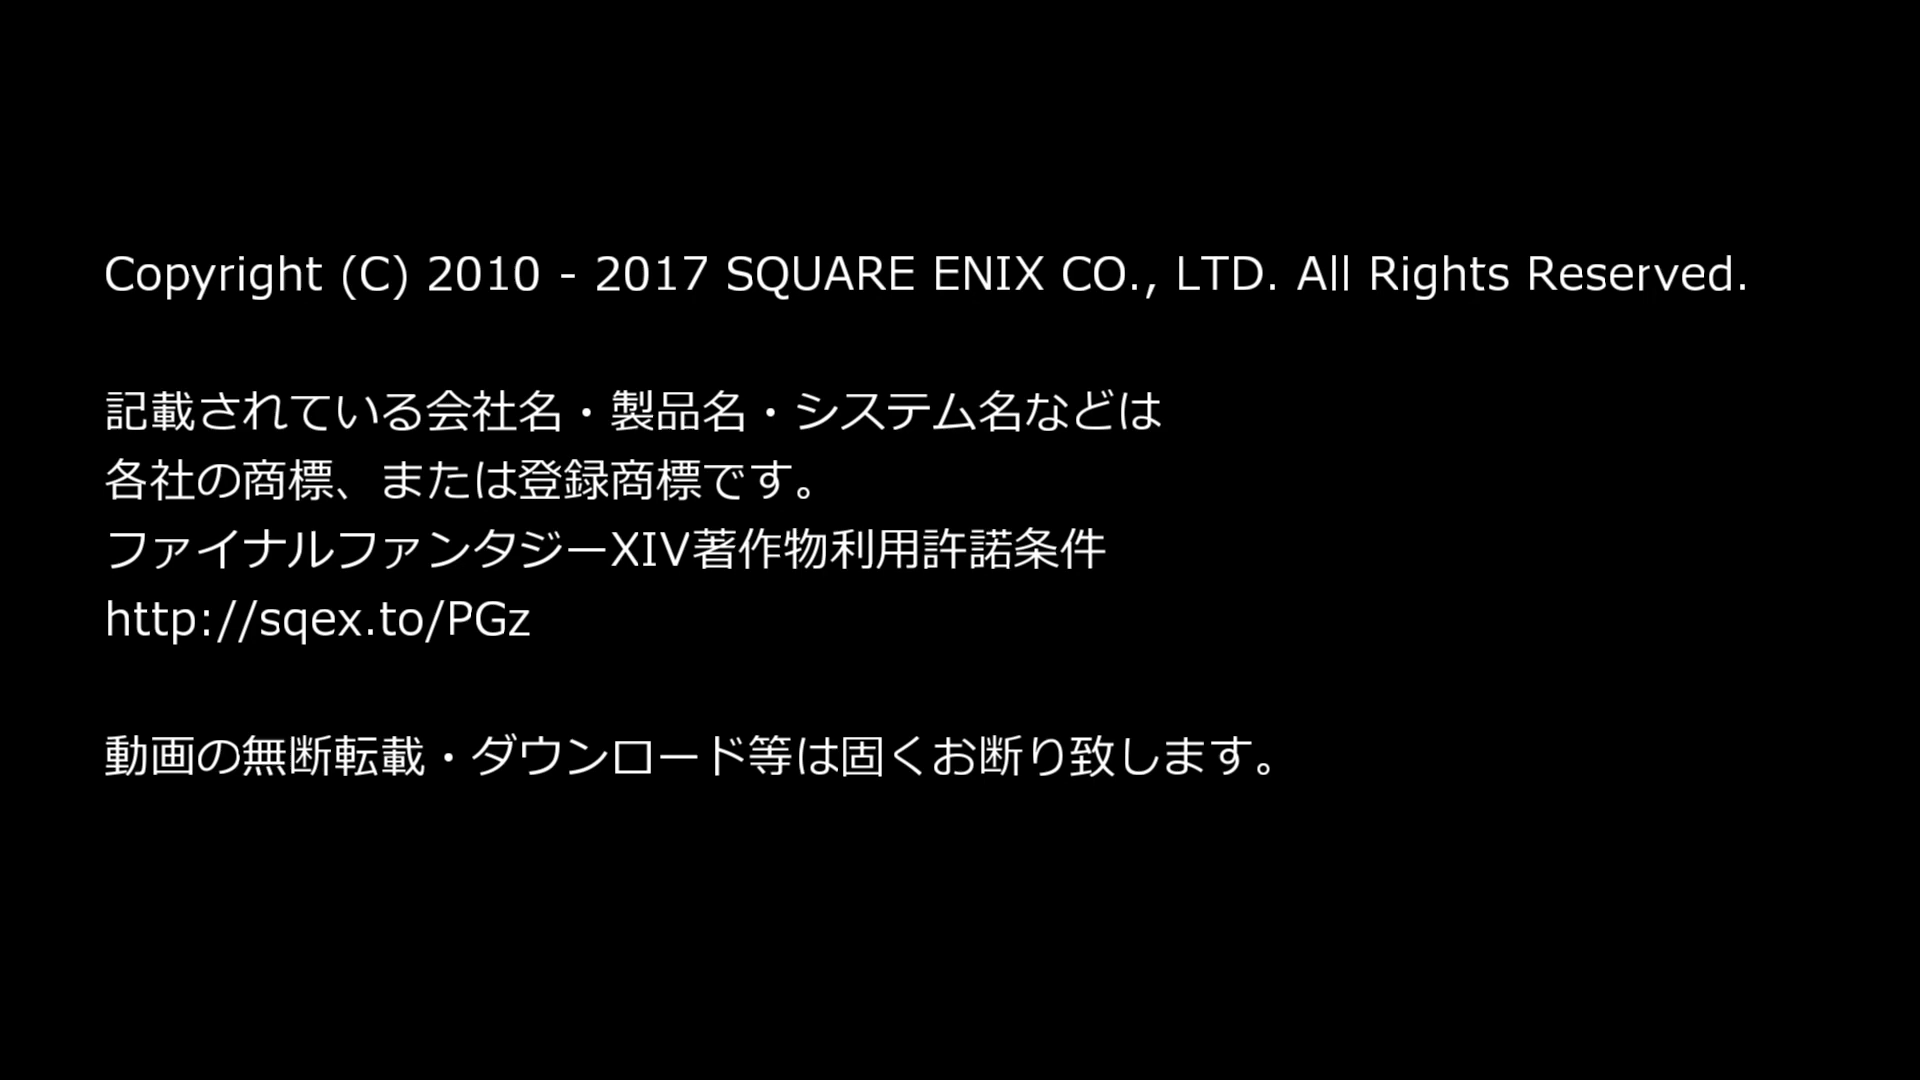 Copyright (C) 2010 - 2017 SQUARE ENIX CO., LTD. All Rights Reserved.
記載されている会社名・製品名・システム名などは
各社の商標、または登録商標です。
ファイナルファンタジーXIV著作物利用許諾条件
http://sqex.to/PGz
動画の無断転載・ダウンロード等は固くお断り致します。